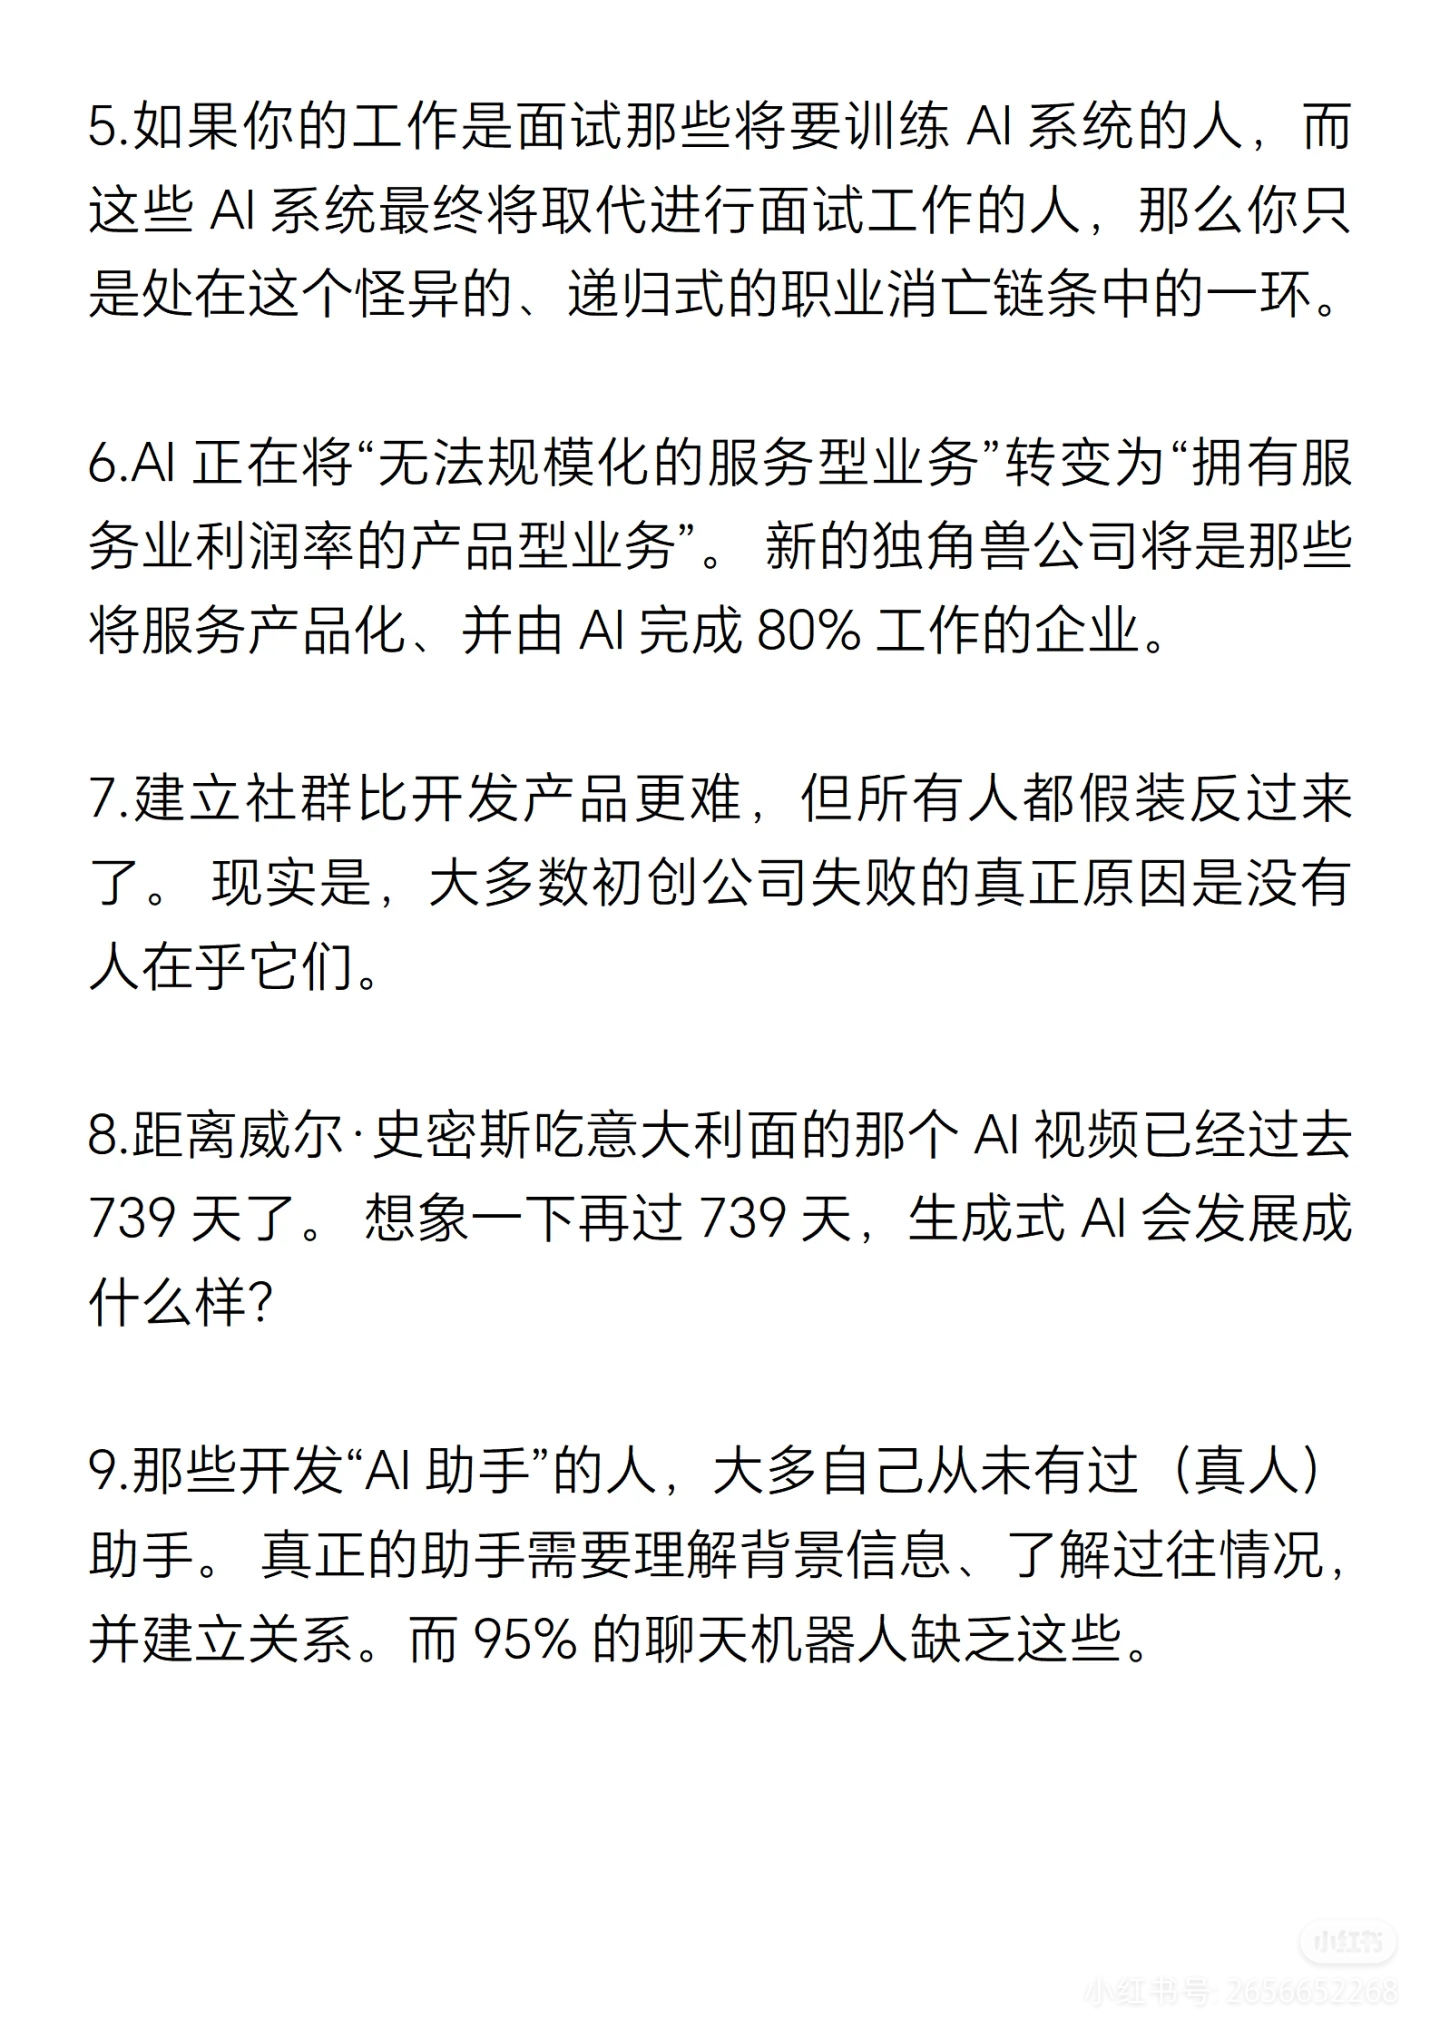 5.如果你的工作是面试那些将要训练 AI 系统的人，而
这些 AI 系统最终将取代进行面试工作的人，那么你只
是处在这个怪异的、递归式的职业消亡链条中的一环。
6.AI 正在将“无法规模化的服务型业务”转变为“拥有服
务业利润率的产品型业务”。 新的独角兽公司将是那些
将服务产品化、并由 AI 完成 80% 工作的企业。
7.建立社群比开发产品更难，但所有人都假装反过来
了。 现实是，大多数初创公司失败的真正原因是没有
人在乎它们。
8.距离威尔·史密斯吃意大利面的那个 AI 视频已经过去
739 天了。 想象一下再过 739 天，生成式 AI 会发展成
什么样？
9.那些开发“AI 助手”的人，大多自己从未有过（真人）
助手。 真正的助手需要理解背景信息、了解过往情况，
并建立关系。而 95% 的聊天机器人缺乏这些。
小红书
小红书号: 2656652268